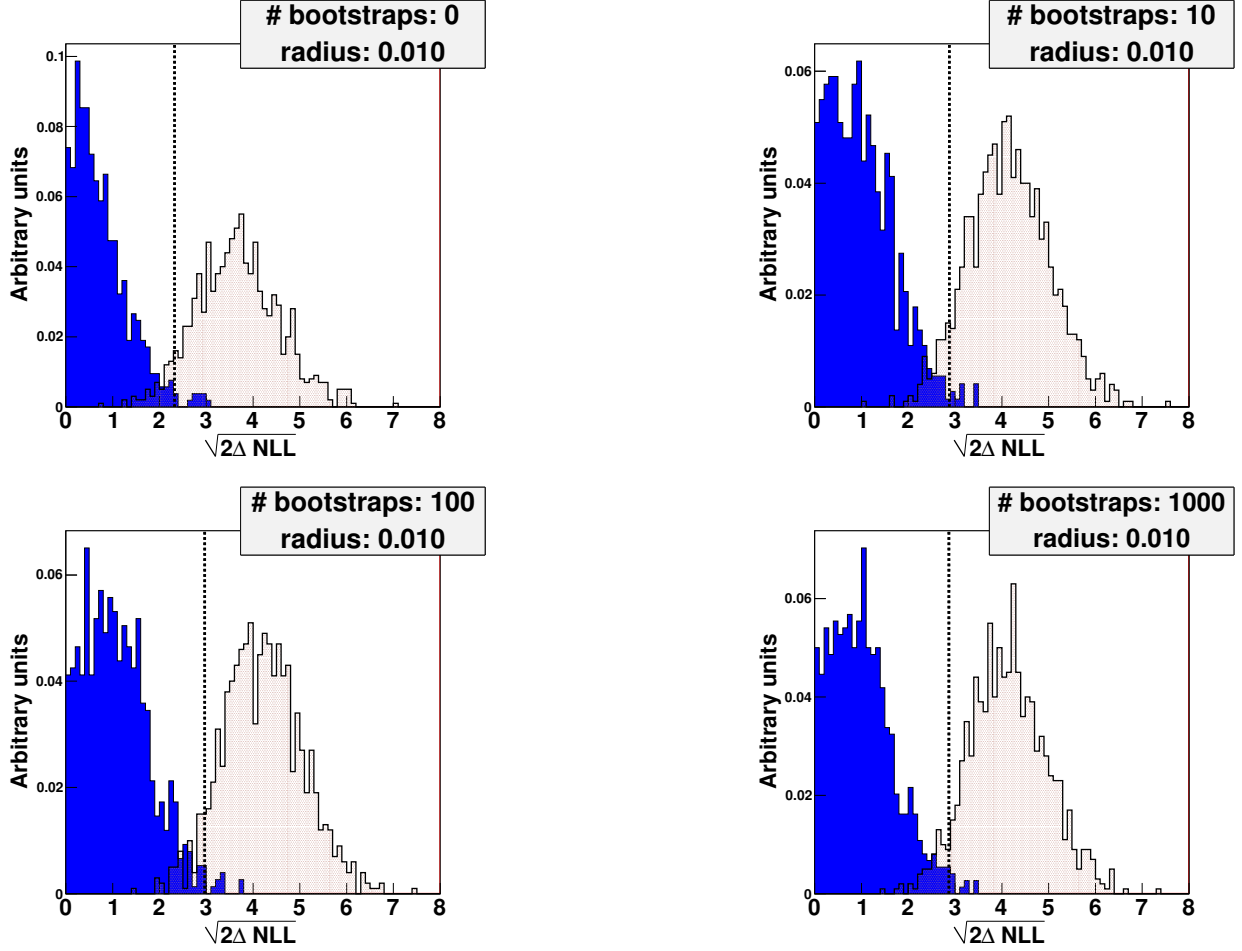 # bootstraps: 0
radius: 0.010
Arbitrary units
0.1
0.08
0.06
0.04
0.02
0
0 1 2 3 4 5 6 7 8
√2Δ NLL
# bootstraps: 10
radius: 0.010
Arbitrary units
0.06
0.04
0.02
0
0 1 2 3 4 5 6 7 8
√2Δ NLL
# bootstraps: 100
radius: 0.010
Arbitrary units
0.06
0.04
0.02
0
0 1 2 3 4 5 6 7 8
√2Δ NLL
# bootstraps: 1000
radius: 0.010
Arbitrary units
0.06
0.04
0.02
0
0 1 2 3 4 5 6 7 8
√2Δ NLL